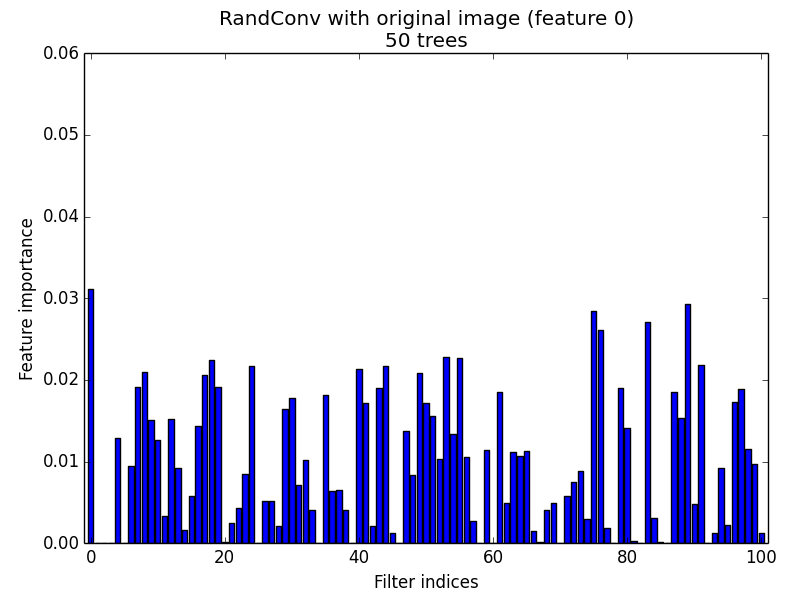 RandConv with original image (feature 0)
50 trees
0.06
0.05
0.04
0.03
0.02
0.01
0.00
Feature importance
0 20 40 60 80 100
Filter indices